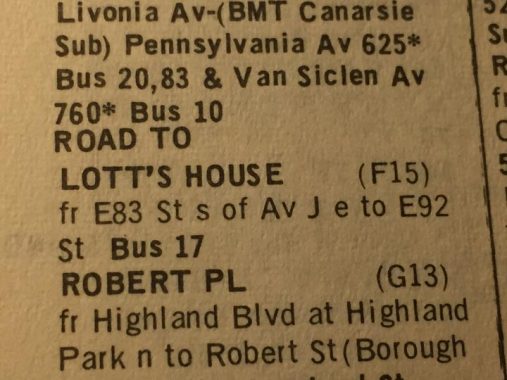 Livonia Av-(BMT Canarsie
Sub) Pennsylvania Av 625*
Bus 20,83 & Van Siclen Av
760* Bus 10
ROAD TO
LOTT'S HOUSE (F15)
fr E83 St s of Av J e to E92
St Bus 17
ROBERT PL (G13)
fr Highland Blvd at Highland
Park n to Robert St(Borough